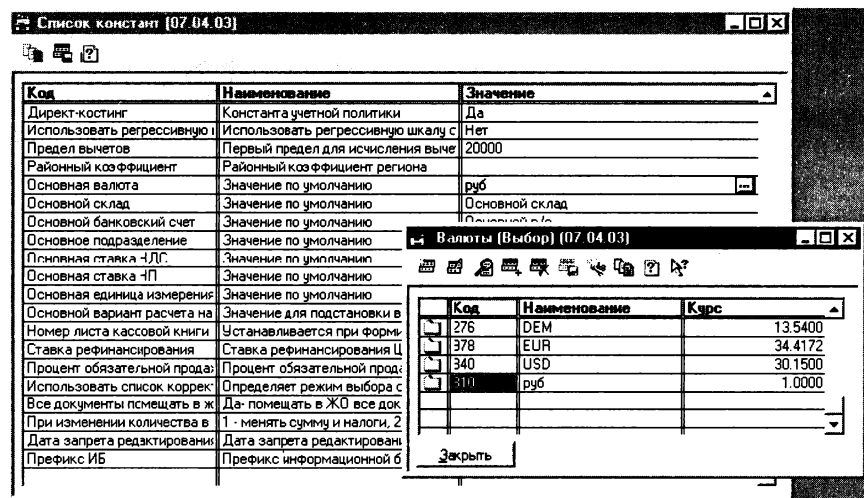 Список констант (07.04.03)
Код Наименование Значение
Директ-костинг Константа учетной политики Да
Использовать регрессивную Использовать регрессивную шкалу с Нет
Предел вычетов Первый предел для исчисления выче 20000
Районный коэффициент Районный коэффициент региона
Основная валюта Значение по умолчанию руб ...
Основной склад Значение по умолчанию Основной склад
Основной банковский счет Значение по умолчанию Основной р/с
Основное подразделение Значение по умолчанию
Основная ставка НДС Значение по умолчанию
Основная ставка НП Значение по умолчанию
Основная единица измерения Значение по умолчанию
Основной вариант расчета на Значение для подстановки в
Номер листа кассовой книги Устанавливается при форми
Ставка рефинансирования Ставка рефинансирования Ц
Процент обязательной прода Процент обязательной прода
Использовать список коррек Определяет режим выбора с
Все документы помещать в ж Да- помещать в ЖО все док
При изменении количества в 1 - менять сумму и налоги, 2
Дата запрета редактирования Дата запрета редактирован
Префикс ИБ Префикс информационной б
Валюты (Выбор) (07.04.03)
Код Наименование Курс
276 DEM 13.5400
378 EUR 34.4172
340 USD 30.1500
810 руб 1.0000
Закрыть